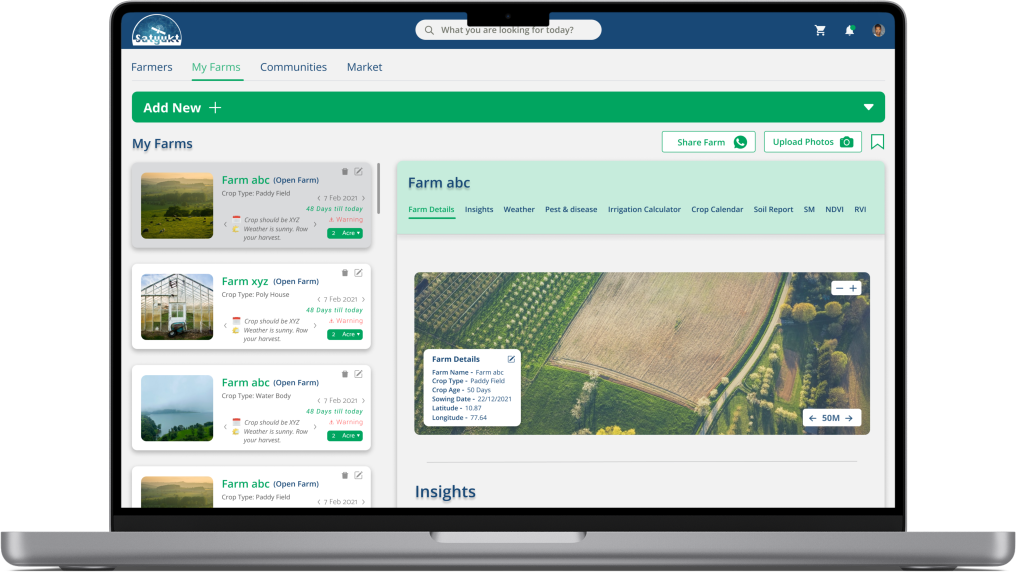 Satyukt
What you are looking for today?
Farmers
My Farms
Communities
Market
Add New +
My Farms
Share Farm
Upload Photos
Farm abc (Open Farm)
Crop Type: Paddy Field
7 Feb 2021
48 Days till today
Crop should be XYZ
Weather is sunny. Row
your harvest.
Warning
2 Acre
Farm xyz (Open Farm)
Crop Type: Poly House
7 Feb 2021
48 Days till today
Crop should be XYZ
Weather is sunny. Row
your harvest.
Warning
2 Acre
Farm abc (Open Farm)
Crop Type: Water Body
7 Feb 2021
48 Days till today
Crop should be XYZ
Weather is sunny. Row
your harvest.
Warning
2 Acre
Farm abc (Open Farm)
Crop Type: Paddy Field
7 Feb 2021
Farm abc
Farm Details
Insights
Weather
Pest & disease
Irrigation Calculator
Crop Calendar
Soil Report
SM
NDVI
RVI
Farm Details
Farm Name - Farm abc
Crop Type - Paddy Field
Crop Age - 50 Days
Sowing Date - 22/12/2021
Latitude - 10.87
Longitude - 77.64
50M
Insights